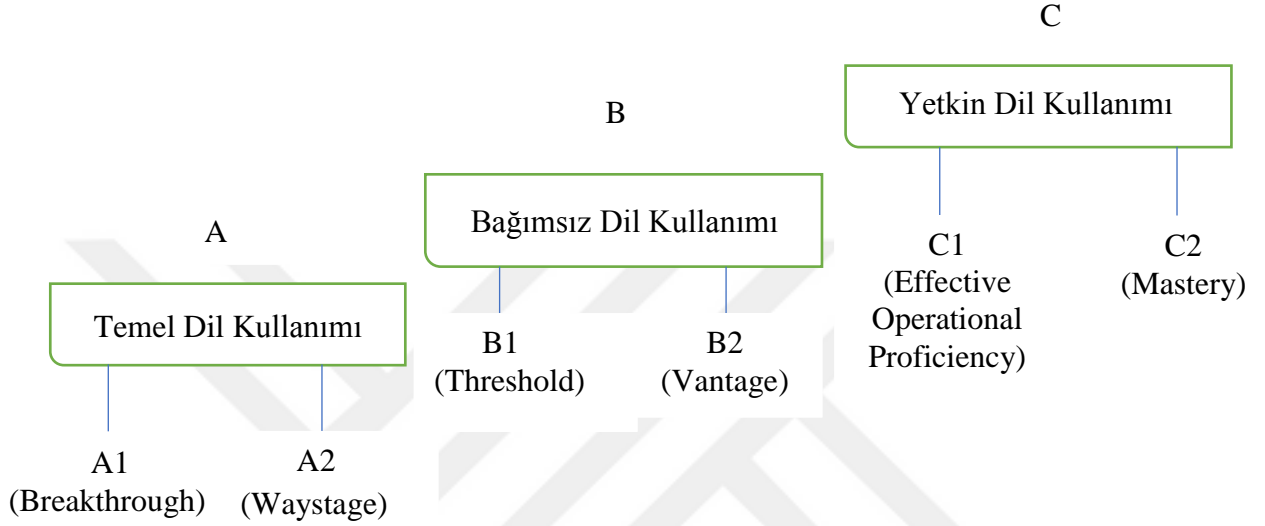 A
Temel Dil Kullanımı
A1
(Breakthrough)
A2
(Waystage)
B
Bağımsız Dil Kullanımı
B1
(Threshold)
B2
(Vantage)
C
Yetkin Dil Kullanımı
C1
(Effective
Operational
Proficiency)
C2
(Mastery)